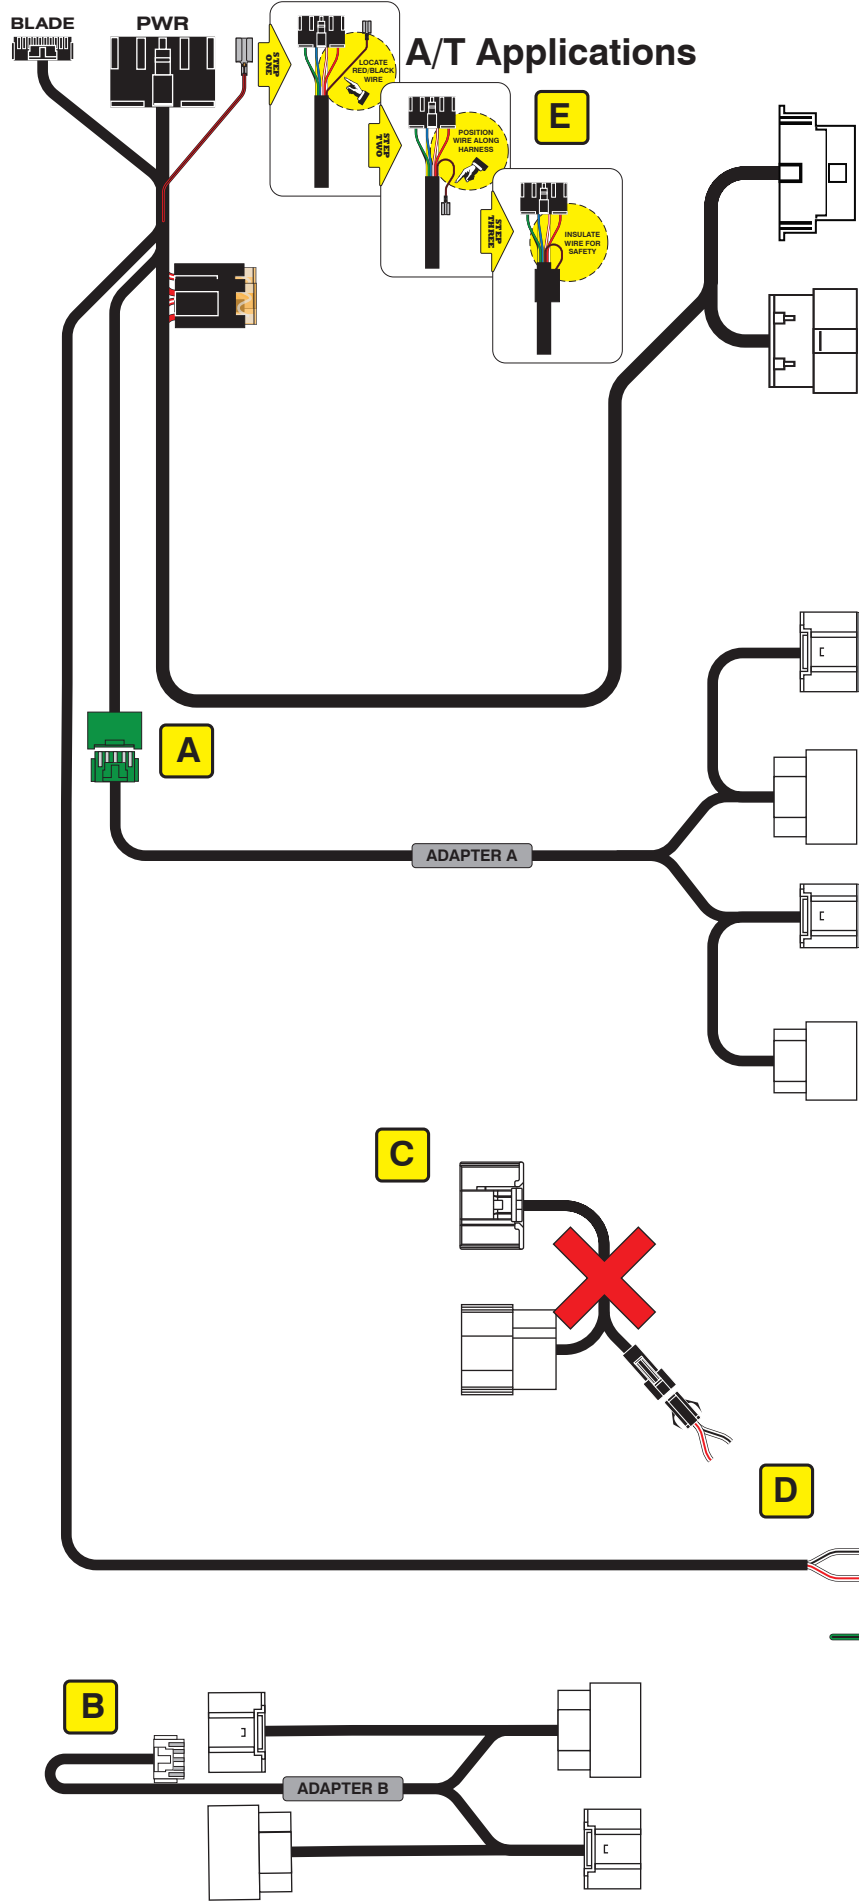 BLADE
PWR
A/T Applications
STEP
ONE
LOCATE
RED/BLACK
WIRE
E
STEP
TWO
POSITION
WIRE ALONG
HARNESS
STEP
THREE
INSULATE
WIRE FOR
SAFETY
A
ADAPTER A
C
D
B
ADAPTER B